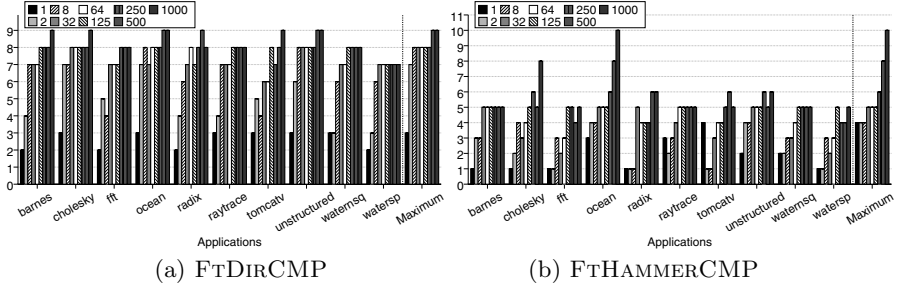 1 8 64 250 1000
2 32 125 500
9
8
7
6
5
4
3
2
1
0
barnes
cholesky
fft
ocean
radix
raytrace
tomcatv
unstructured
waternsq
watersp
Maximum
Applications
(a) FTDIRCMP
1 8 64 250 1000
2 32 125 500
11
10
9
8
7
6
5
4
3
2
1
0
barnes
cholesky
fft
ocean
radix
raytrace
tomcatv
unstructured
waternsq
watersp
Maximum
Applications
(b) FTHAMMERCMP